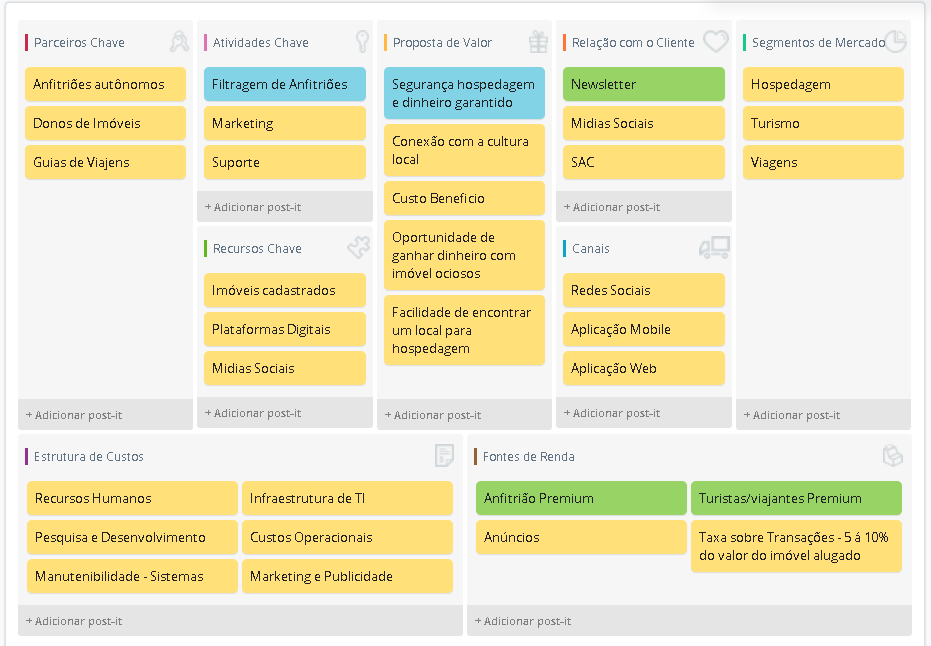 Parceiros Chave
Anfitriões autônomos
Donos de Imóveis
Guias de Viajens
+ Adicionar post-it
Atividades Chave
Filtragem de Anfitriões
Marketing
Suporte
+ Adicionar post-it
Recursos Chave
Imóveis cadastrados
Plataformas Digitais
Midias Sociais
+ Adicionar post-it
Proposta de Valor
Segurança hospedagem
e dinheiro garantido
Conexão com a cultura
local
Custo Beneficio
Oportunidade de
ganhar dinheiro com
imóvel ociosos
Facilidade de encontrar
um local para
hospedagem
+ Adicionar post-it
Relação com o Cliente
Newsletter
Midias Sociais
SAC
+ Adicionar post-it
Canais
Redes Sociais
Aplicação Mobile
Aplicação Web
+ Adicionar post-it
Segmentos de Mercado
Hospedagem
Turismo
Viagens
+ Adicionar post-it
Estrutura de Custos
Recursos Humanos
Infraestrutura de TI
Pesquisa e Desenvolvimento
Custos Operacionais
Manutenibilidade - Sistemas
Marketing e Publicidade
+ Adicionar post-it
Fontes de Renda
Anfitrião Premium
Turistas/viajantes Premium
Anúncios
Taxa sobre Transações - 5 á 10%
do valor do imóvel alugado
+ Adicionar post-it